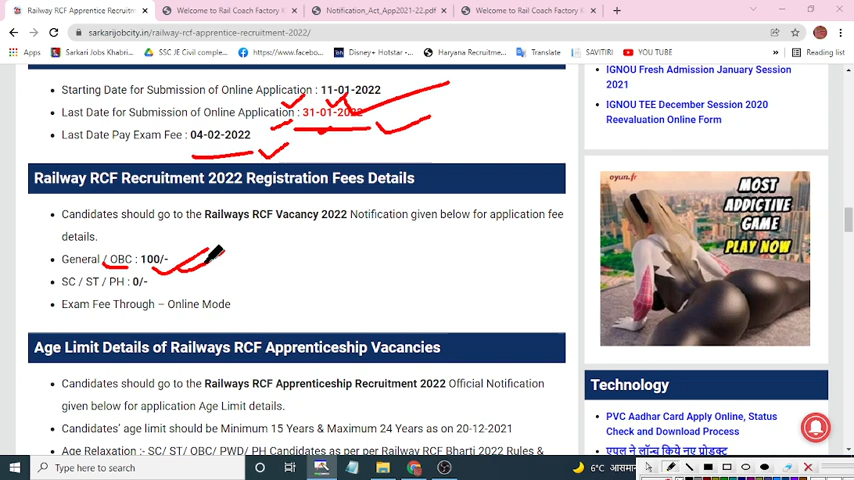 Railway RCF Apprentice Recruitm
Welcome to Rail Coach Factory K
Notification_Act_App2021-22.pdf
Welcome to Rail Coach Factory K
sarkarijobcity.in/railway-rcf-apprentice-recruitment-2022/
Apps
Sarkari Jobs Khabri...
SSC JE Civil comple...
https://www.facebo...
Disney+ Hotstar -...
Haryana Recruitme...
Translate
SAVITIRI
YOU TUBE
Reading list
Starting Date for Submission of Online Application : 11-01-2022
Last Date for Submission of Online Application : 31-01-2022
Last Date Pay Exam Fee : 04-02-2022
Railway RCF Recruitment 2022 Registration Fees Details
Candidates should go to the Railways RCF Vacancy 2022 Notification given below for application fee
details.
General / OBC : 100/-
SC / ST / PH : 0/-
Exam Fee Through – Online Mode
Age Limit Details of Railways RCF Apprenticeship Vacancies
Candidates should go to the Railways RCF Apprenticeship Recruitment 2022 Official Notification
given below for application Age Limit details.
Candidates' age limit should be Minimum 15 Years & Maximum 24 Years as on 20-12-2021
Age Relaxation :- SC/ ST/ OBC/ PWD/ PH Candidates as per per Railway RCF Bharti 2022 Rules &
IGNOU Fresh Admission January Session
2021
IGNOU TEE December Session 2020
Reevaluation Online Form
oyun.fr
MOST
ADDICTIVE
GAME
PLAY NOW
Technology
PVC Aadhar Card Apply Online, Status
Check and Download Process
एप्पल ने लॉन्च किये नए प्रोडक्ट
Type here to search
6°C